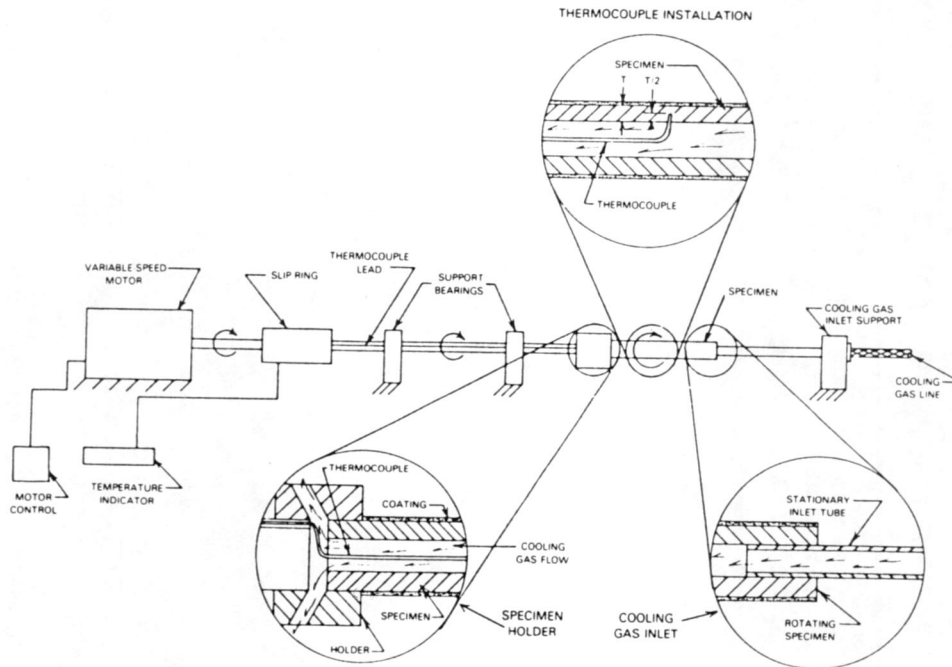 THERMOCOUPLE INSTALLATION
SPECIMEN
T
T/2
THERMOCOUPLE
VARIABLE SPEED
MOTOR
SLIP RING
THERMOCOUPLE
LEAD
SUPPORT
BEARINGS
SPECIMEN
COOLING GAS
INLET SUPPORT
COOLING
GAS LINE
MOTOR
CONTROL
TEMPERATURE
INDICATOR
THERMOCOUPLE
COATING
COOLING
GAS FLOW
SPECIMEN
HOLDER
SPECIMEN
HOLDER
COOLING
GAS INLET
STATIONARY
INLET TUBE
ROTATING
SPECIMEN